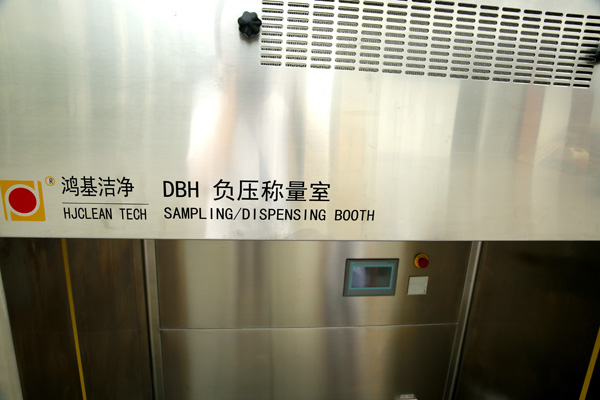 ® 鸿基洁净 DBH 负压称量室
HJCLEAN TECH SAMPLING/DISPENSING BOOTH